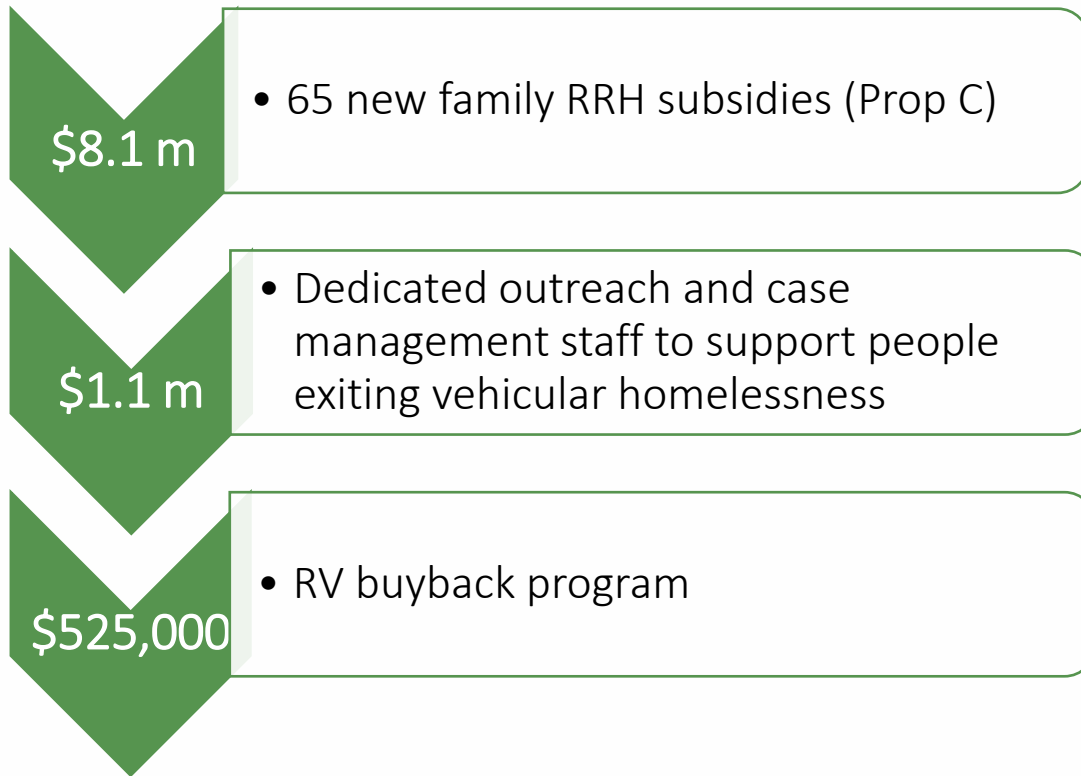 $8.1 m
• 65 new family RRH subsidies (Prop C)
$1.1 m
• Dedicated outreach and case
management staff to support people
exiting vehicular homelessness
$525,000
• RV buyback program